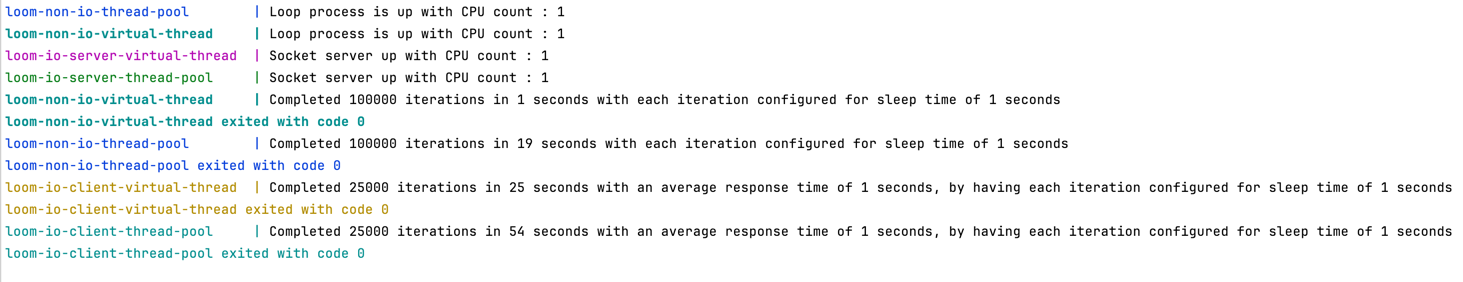 loom-non-io-thread-pool | Loop process is up with CPU count : 1
loom-non-io-virtual-thread | Loop process is up with CPU count : 1
loom-io-server-virtual-thread | Socket server up with CPU count : 1
loom-io-server-thread-pool | Socket server up with CPU count : 1
loom-non-io-virtual-thread | Completed 100000 iterations in 1 seconds with each iteration configured for sleep time of 1 seconds
loom-non-io-virtual-thread exited with code 0
loom-non-io-thread-pool | Completed 100000 iterations in 19 seconds with each iteration configured for sleep time of 1 seconds
loom-non-io-thread-pool exited with code 0
loom-io-client-virtual-thread | Completed 25000 iterations in 25 seconds with an average response time of 1 seconds, by having each iteration configured for sleep time of 1 seconds
loom-io-client-virtual-thread exited with code 0
loom-io-client-thread-pool | Completed 25000 iterations in 54 seconds with an average response time of 1 seconds, by having each iteration configured for sleep time of 1 seconds
loom-io-client-thread-pool exited with code 0